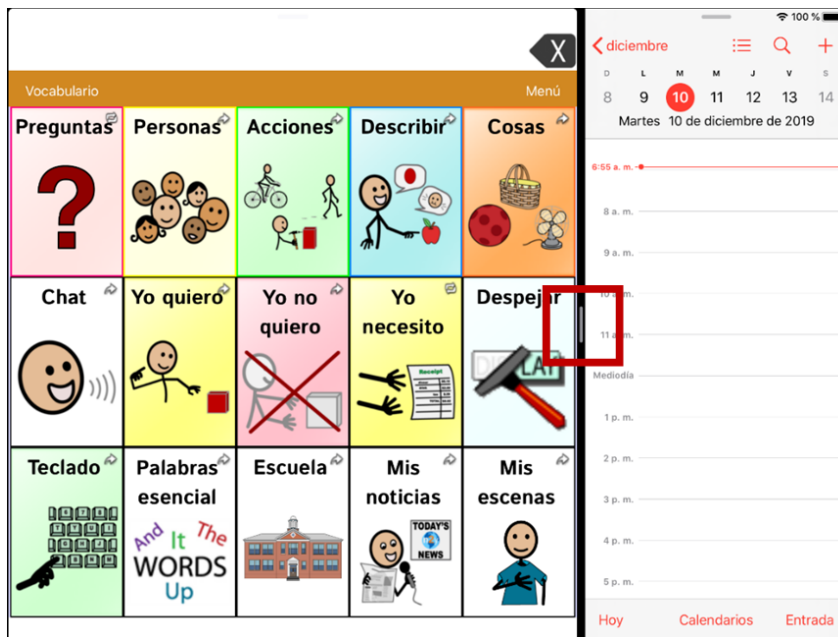 X
Vocabulario
Menú
Preguntas
Personas
Acciones
Describir
Cosas
Chat
Yo quiero
Yo no
quiero
Yo
necesito
Despejar
Receipt
Teclado
Palabras
esencial
And It The
WORDS
Up
Escuela
Mis
noticias
TODAY'S
NEWS
Mis
escenas
100 %
diciembre
D L M M J V S
8 9 10 11 12 13 14
Martes 10 de diciembre de 2019
6:55 a. m.
8 a. m.
9 a. m.
10 a. m.
11 a. m.
Mediodía
1 p. m.
2 p. m.
3 p. m.
4 p. m.
5 p. m.
Hoy Calendarios Entrada